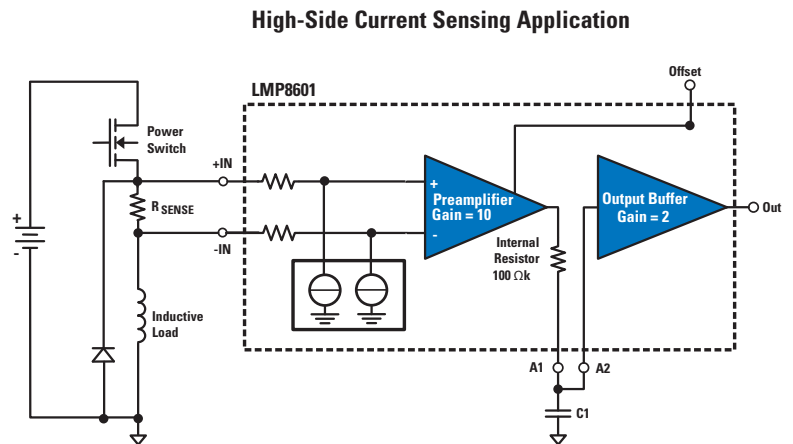 High-Side Current Sensing Application
Offset
LMP8601
Power
Switch
+IN
+
Preamplifier
Gain = 10
-
Output Buffer
Gain = 2
Out
R SENSE
+
-
-IN
Internal
Resistor
100 Ωk
Inductive
Load
A1
A2
C1